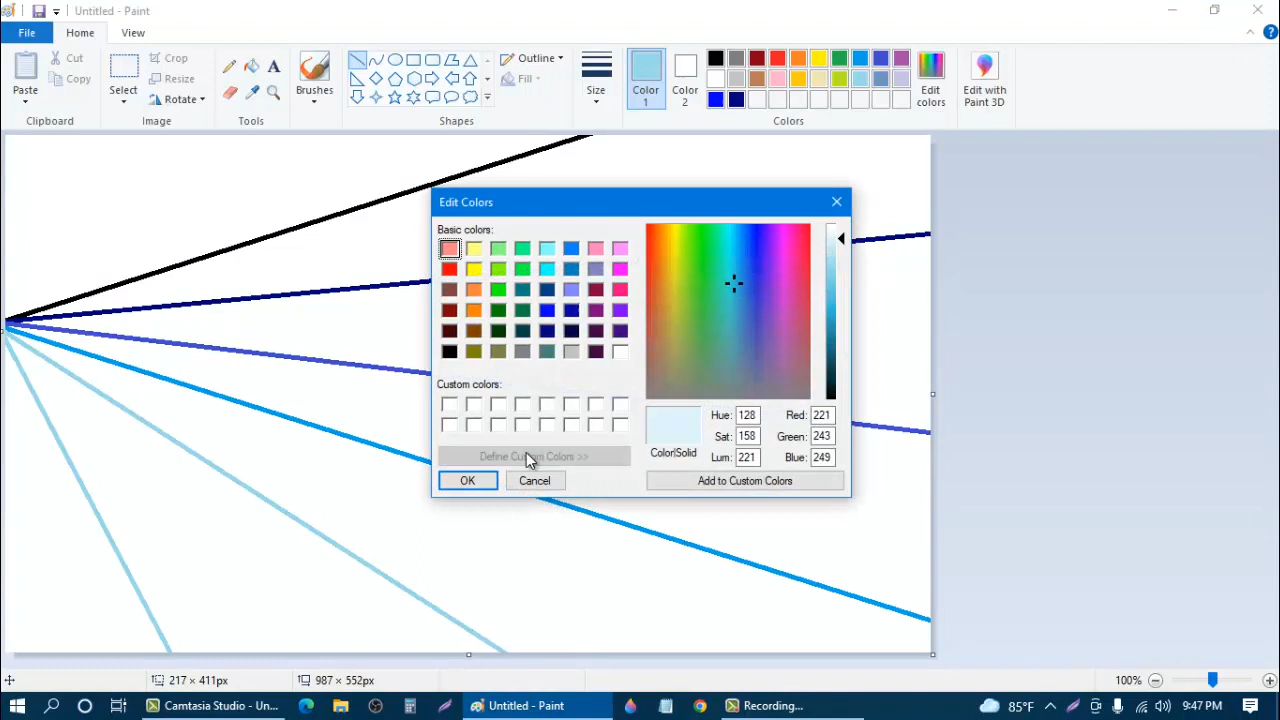 Untitled - Paint
File
Home
View
Paste
Cut
Copy
Clipboard
Select
Crop
Resize
Rotate
Image
A
Tools
Brushes
Outline
Fill
Shapes
Size
Color
1
Color
2
Edit
colors
Colors
Edit with
Paint 3D
Edit Colors
Basic colors:
Custom colors:
Define Custom Colors >>
OK
Cancel
Color|Solid
Hue: 128
Sat: 158
Lum: 221
Red: 221
Green: 243
Blue: 249
Add to Custom Colors
217 × 411px
987 × 552px
100%
Camtasia Studio - Un...
Untitled - Paint
Recording...
85°F
9:47 PM